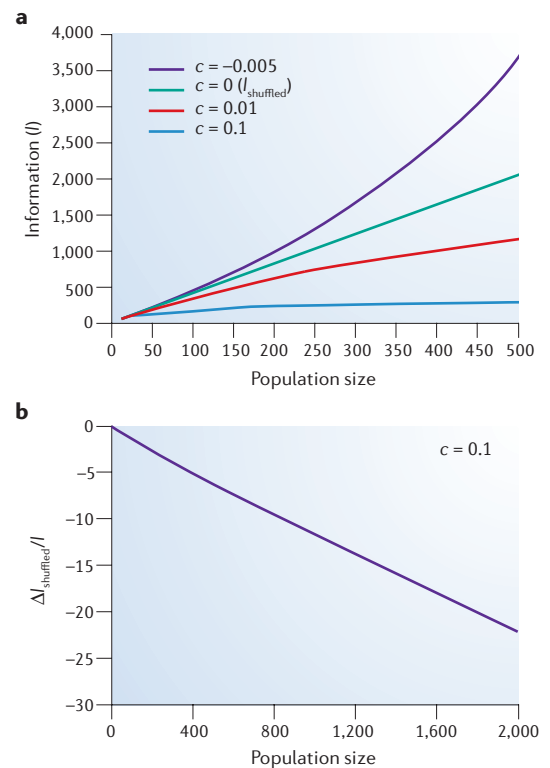 a
4,000
3,500
3,000
2,500
2,000
1,500
1,000
500
0
Information (I)
c = –0.005
c = 0 (Ishuffled)
c = 0.01
c = 0.1
0 50 100 150 200 250 300 350 400 450 500
Population size
b
0
–5
–10
–15
–20
–25
–30
ΔIshuffled/I
c = 0.1
0 400 800 1,200 1,600 2,000
Population size